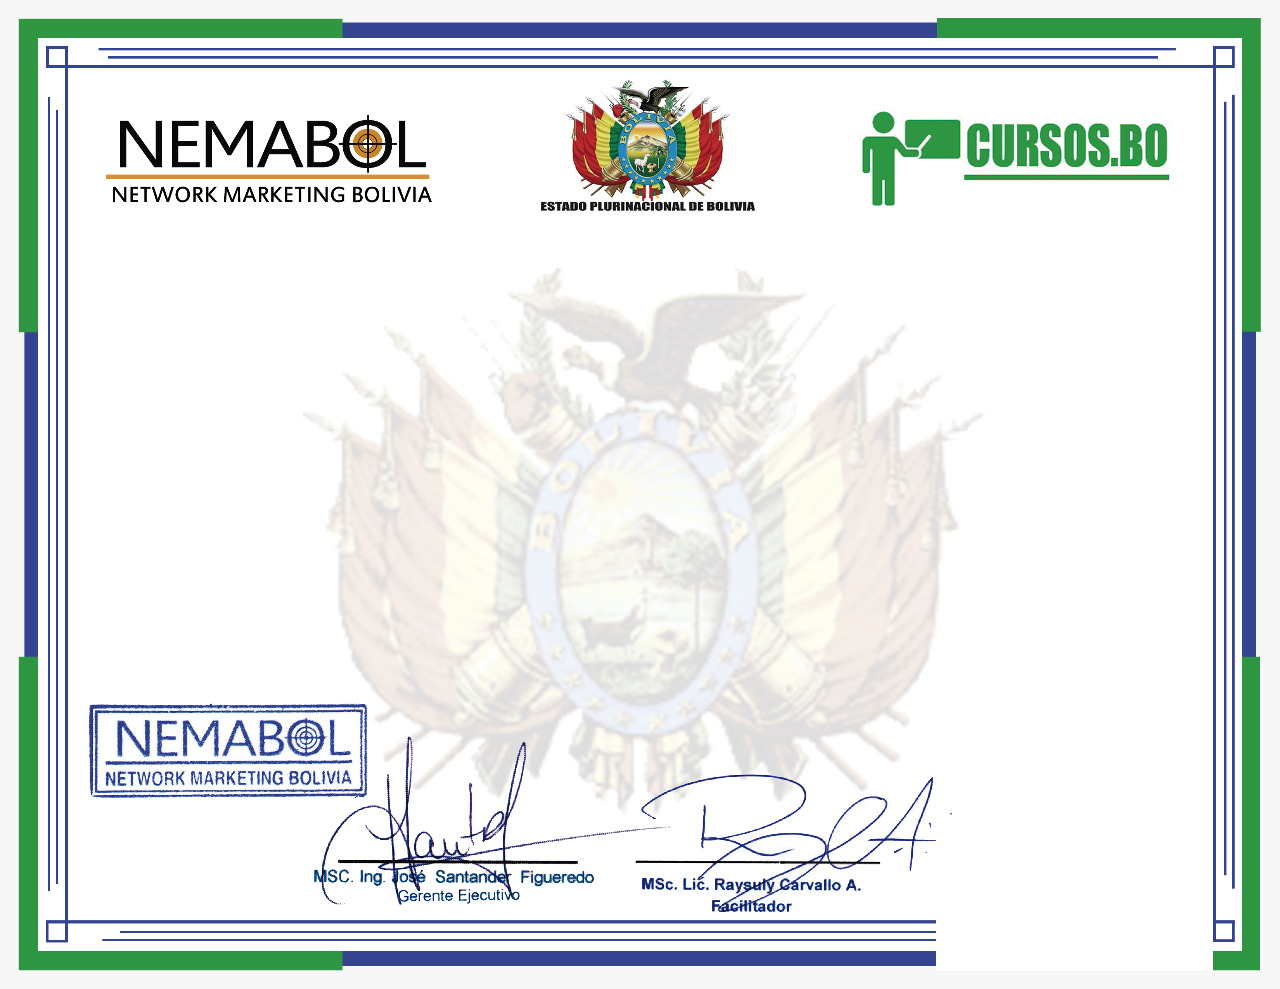 NEMABOL
NETWORK MARKETING BOLIVIA
BOLIVIA
ESTADO PLURINACIONAL DE BOLIVIA
CURSOS.BO
BOLIVIA
NEMABOL
NETWORK MARKETING BOLIVIA
MSC. Ing. José Santander Figueredo
Gerente Ejecutivo
MSc. Lic. Raysuly Carvallo A.
Facilitador